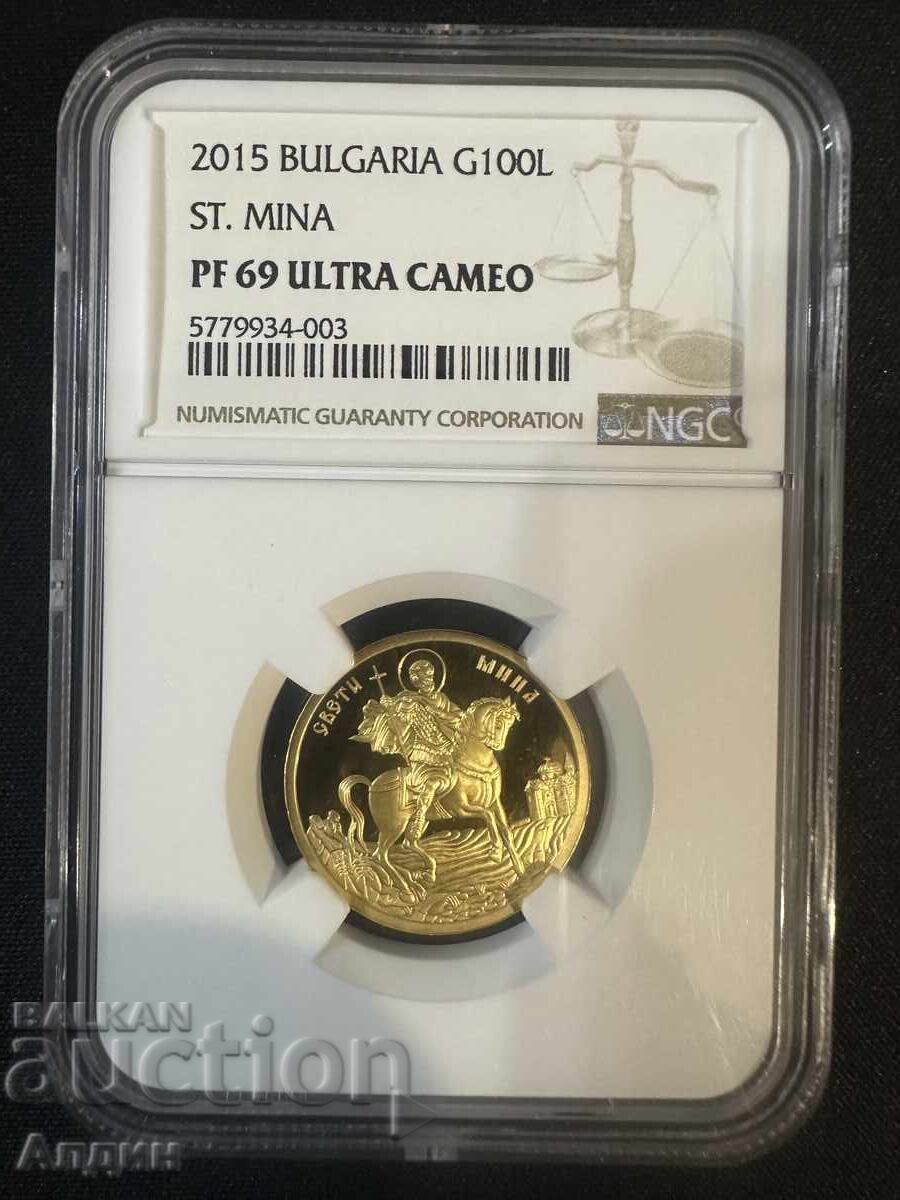 2015 BULGARIA G100L
ST. MINA
PF 69 ULTRA CAMEO
5779934-003
NUMISMATIC GUARANTY CORPORATION
NGC
СВЕТИ МИНА
BALKAN
auction
Алдин